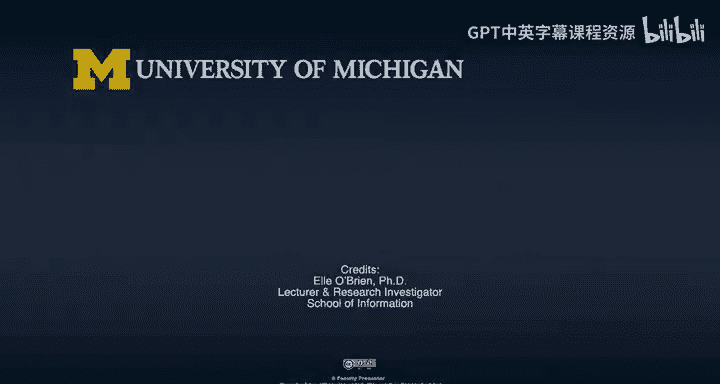 GPT中英字幕课程资源 bilibili
M UNIVERSITY OF MICHIGAN
Credits:
Elle O'Brien, Ph.D.
Lecturer & Research Investigator
School of Information